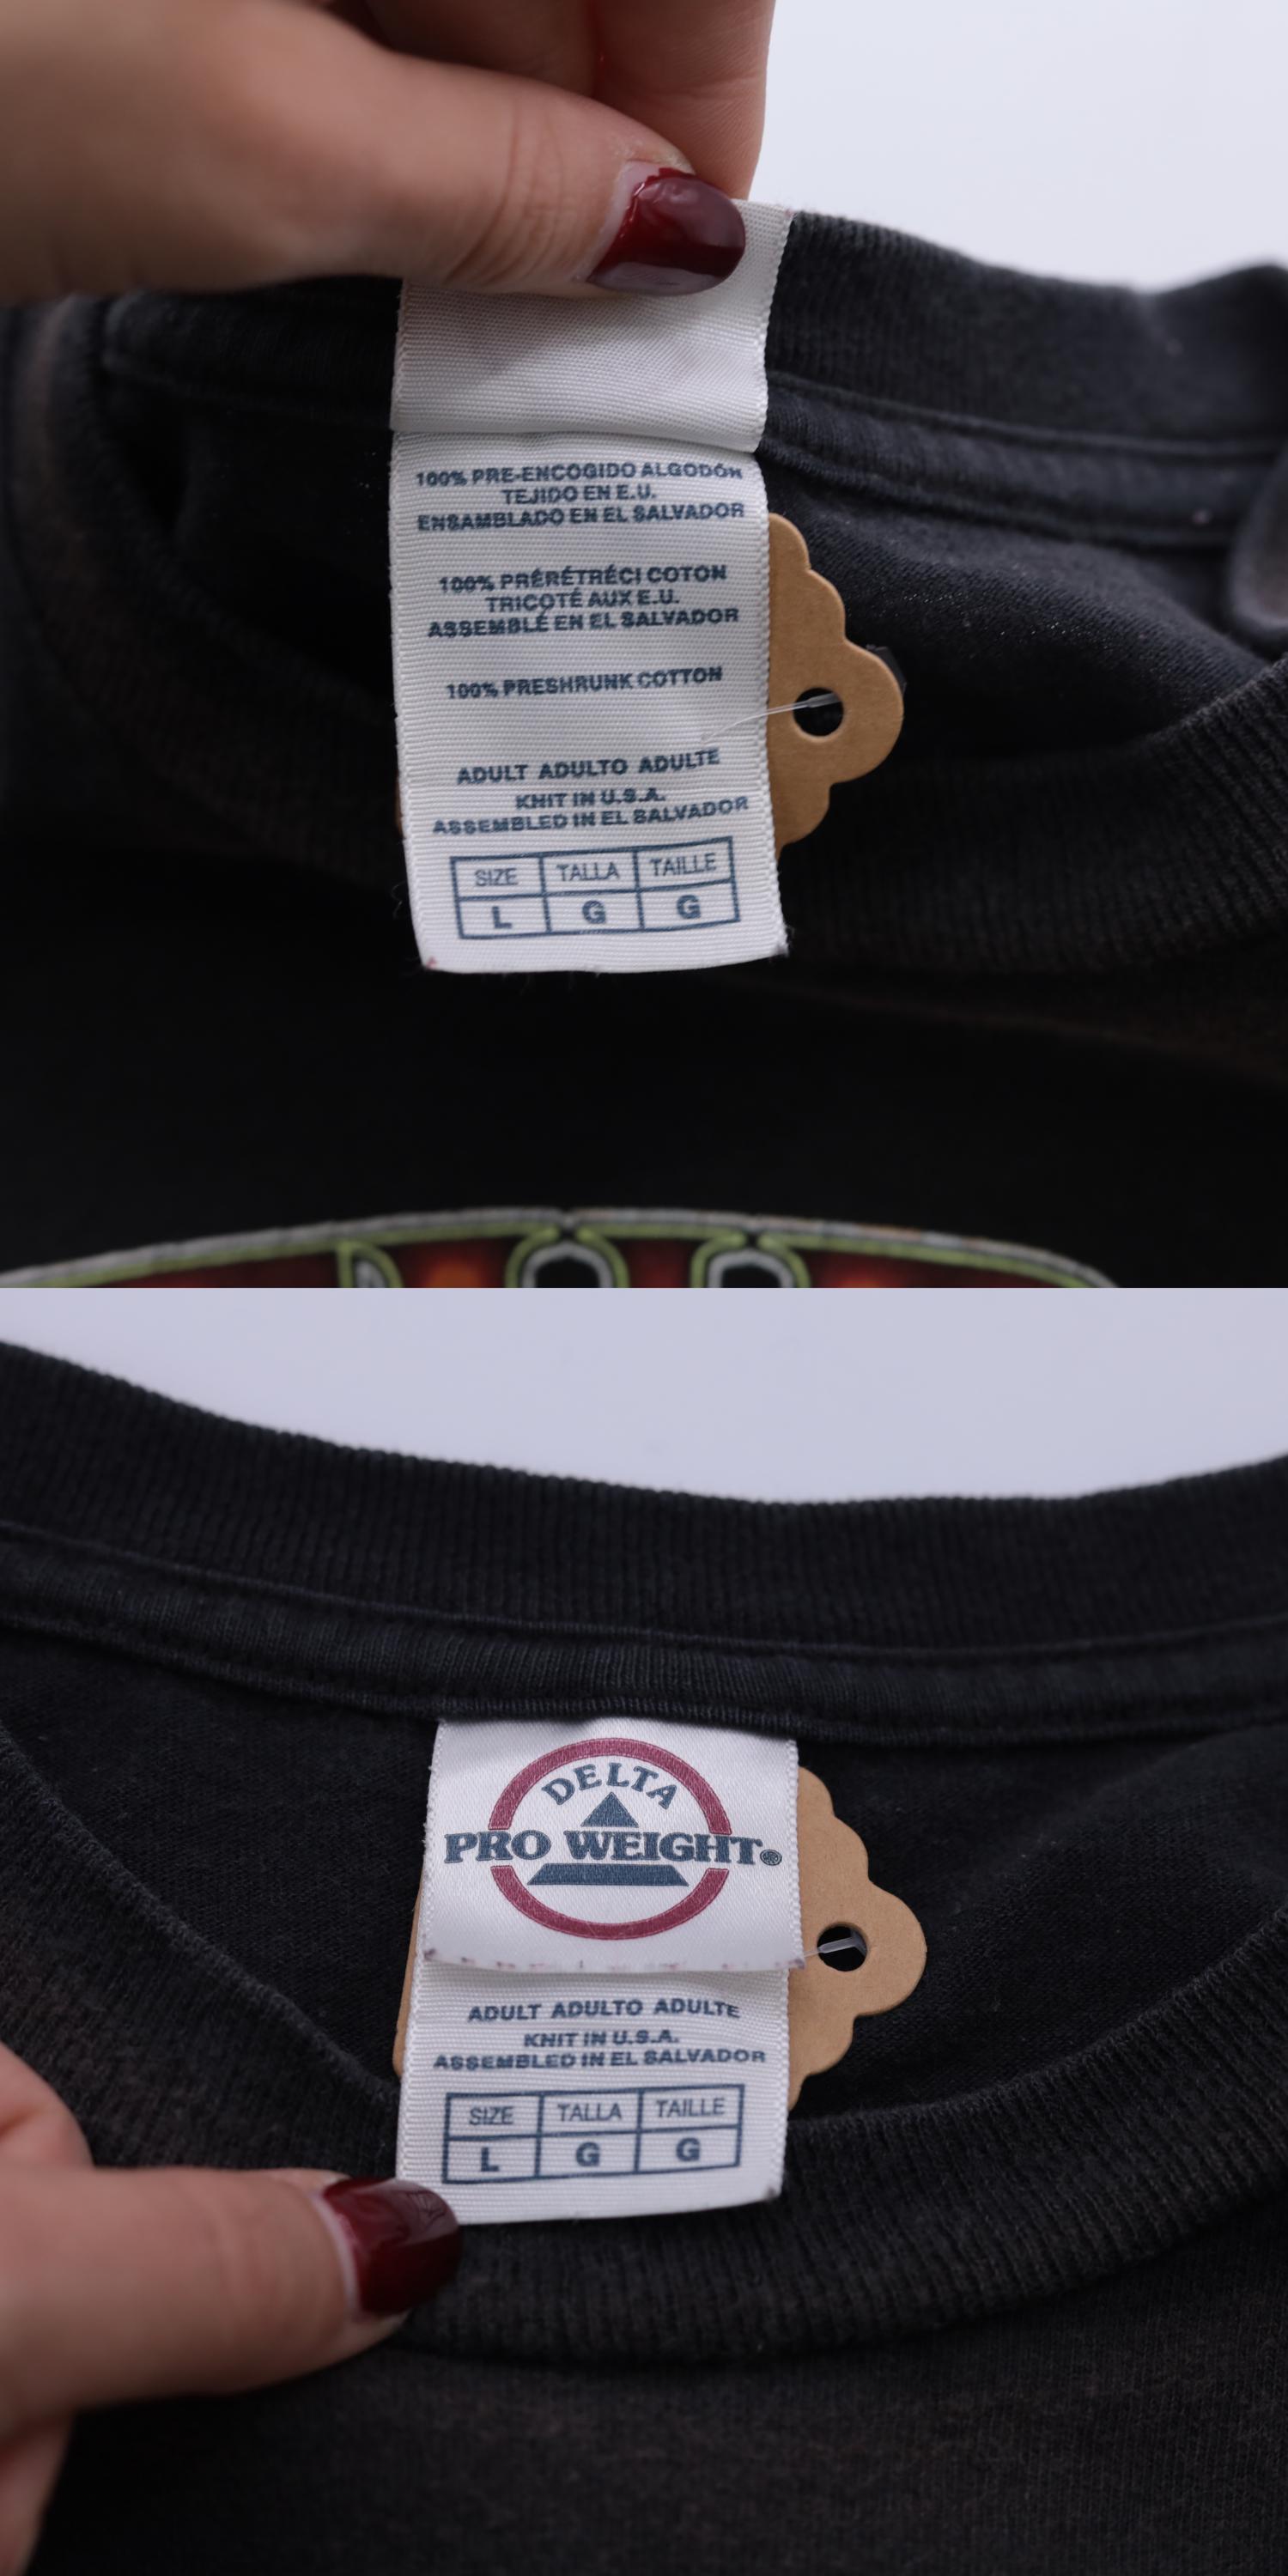 100% PRE-ENCOGIDO ALGODÓN
TEJIDO EN E.U.
ENSAMBLADO EN EL SALVADOR
100% PRÉRÉTRÉCI COTON
TRICOTÉ AUX E.U.
ASSEMBLÉ EN EL SALVADOR
100% PRESHRUNK COTTON
ADULT ADULTO ADULTE
KNIT IN U.S.A.
ASSEMBLED IN EL SALVADOR
SIZE TALLA TAILLE
L G G
DELTA
PRO WEIGHT®
ADULT ADULTO ADULTE
KNIT IN U.S.A.
ASSEMBLED IN EL SALVADOR
SIZE TALLA TAILLE
L G G